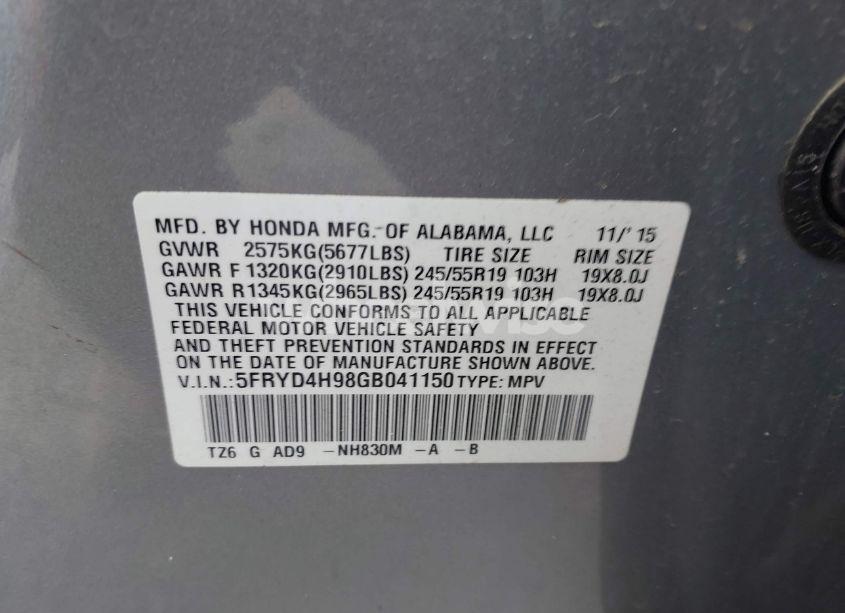 MFD. BY HONDA MFG. OF ALABAMA, LLC 11/'15
GVWR 2575KG(5677LBS) TIRE SIZE RIM SIZE
GAWR F 1320KG(2910LBS) 245/55R19 103H 19X8.0J
GAWR R1345KG(2965LBS) 245/55R19 103H 19X8.0J
THIS VEHICLE CONFORMS TO ALL APPLICABLE
FEDERAL MOTOR VEHICLE SAFETY
AND THEFT PREVENTION STANDARDS IN EFFECT
ON THE DATE OF MANUFACTURE SHOWN ABOVE.
V.I.N.:5FRYD4H98GB041150 TYPE: MPV
TZ6 G AD9 -NH830M -A -B